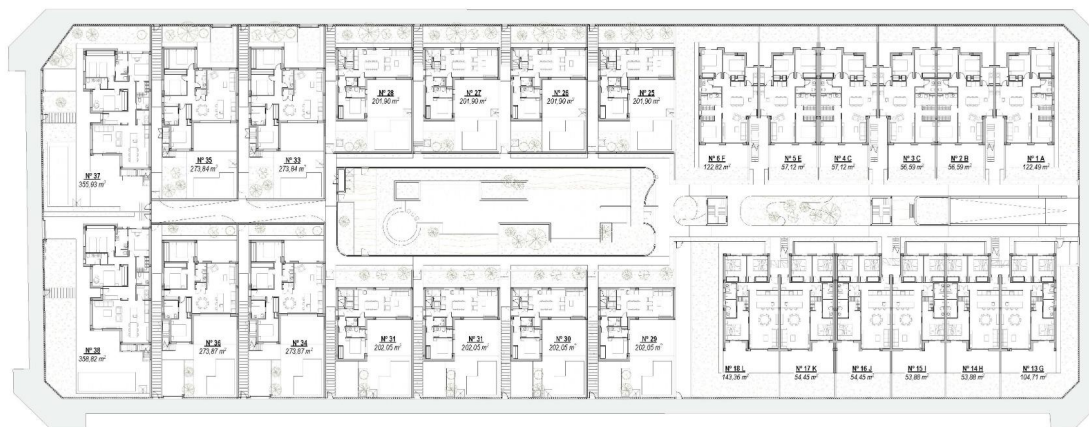 Nº 28
201,90 m²
Nº 27
201,90 m²
Nº 26
201,90 m²
Nº 25
201,90 m²
Nº 35
273,84 m²
Nº 33
273,84 m²
Nº 37
355,93 m²
Nº 6 F
122,82 m²
Nº 5 E
57,12 m²
Nº 4 C
57,12 m²
Nº 3 C
56,59 m²
Nº 2 B
56,59 m²
Nº 1 A
122,49 m²
Nº 38
358,82 m²
Nº 36
273,87 m²
Nº 34
273,87 m²
Nº 31
202,05 m²
Nº 31
202,05 m²
Nº 30
202,05 m²
Nº 29
202,05 m²
Nº 18 L
143,36 m²
Nº 17 K
54,45 m²
Nº 16 J
54,45 m²
Nº 15 I
53,88 m²
Nº 14 H
53,88 m²
Nº 13 G
104,71 m²